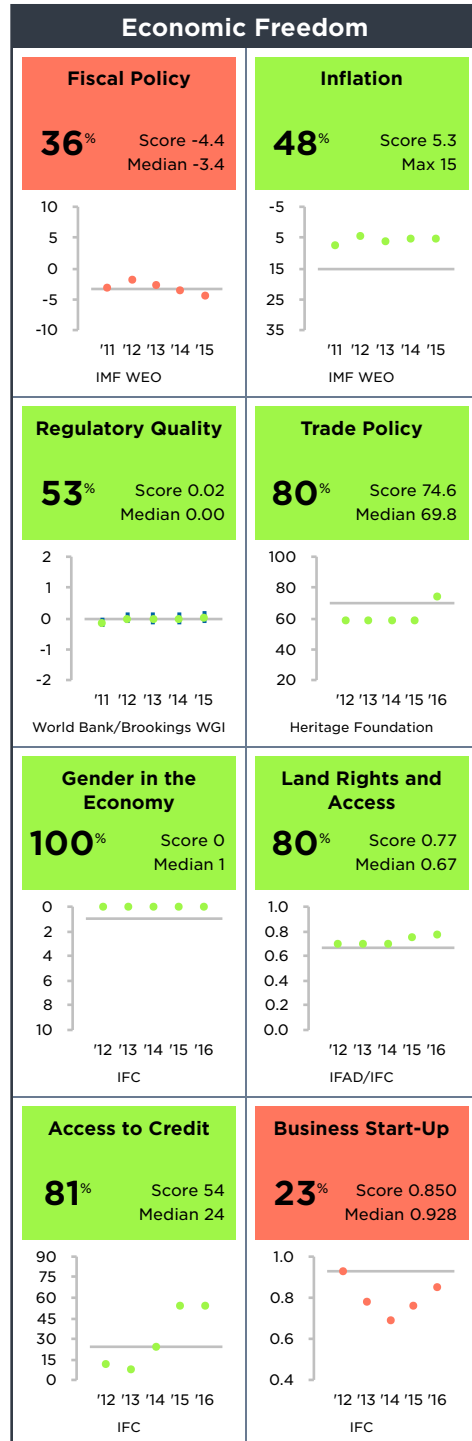 Economic Freedom
Fiscal Policy
36%
Score -4.4
Median -3.4
10
5
0
-5
-10
'11 '12 '13 '14 '15
IMF WEO
Inflation
48%
Score 5.3
Max 15
-5
5
15
25
35
'11 '12 '13 '14 '15
IMF WEO
Regulatory Quality
53%
Score 0.02
Median 0.00
2
1
0
-1
-2
'11 '12 '13 '14 '15
World Bank/Brookings WGI
Trade Policy
80%
Score 74.6
Median 69.8
100
80
60
40
20
'12 '13 '14 '15 '16
Heritage Foundation
Gender in the
Economy
100%
Score 0
Median 1
0
2
4
6
8
10
'12 '13 '14 '15 '16
IFC
Land Rights and
Access
80%
Score 0.77
Median 0.67
1.0
0.8
0.6
0.4
0.2
0.0
'12 '13 '14 '15 '16
IFAD/IFC
Access to Credit
81%
Score 54
Median 24
90
75
60
45
30
15
0
'12 '13 '14 '15 '16
IFC
Business Start-Up
23%
Score 0.850
Median 0.928
1.0
0.8
0.6
0.4
'12 '13 '14 '15 '16
IFC